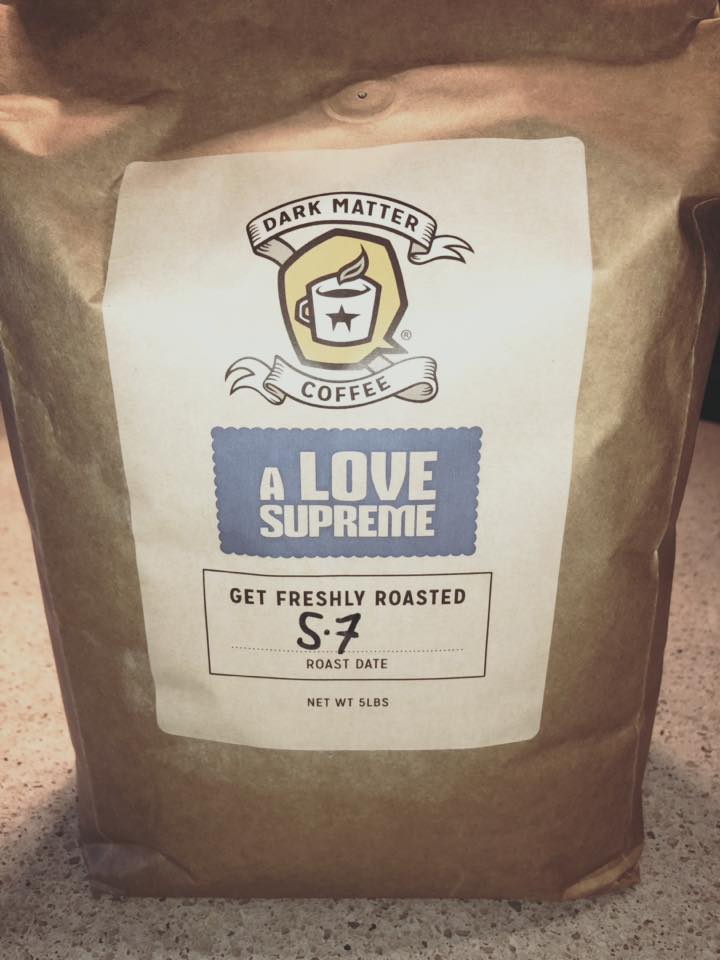 DARK MATTER
®
COFFEE
A LOVE
SUPREME
GET FRESHLY ROASTED
5.7
ROAST DATE
NET WT 5LBS